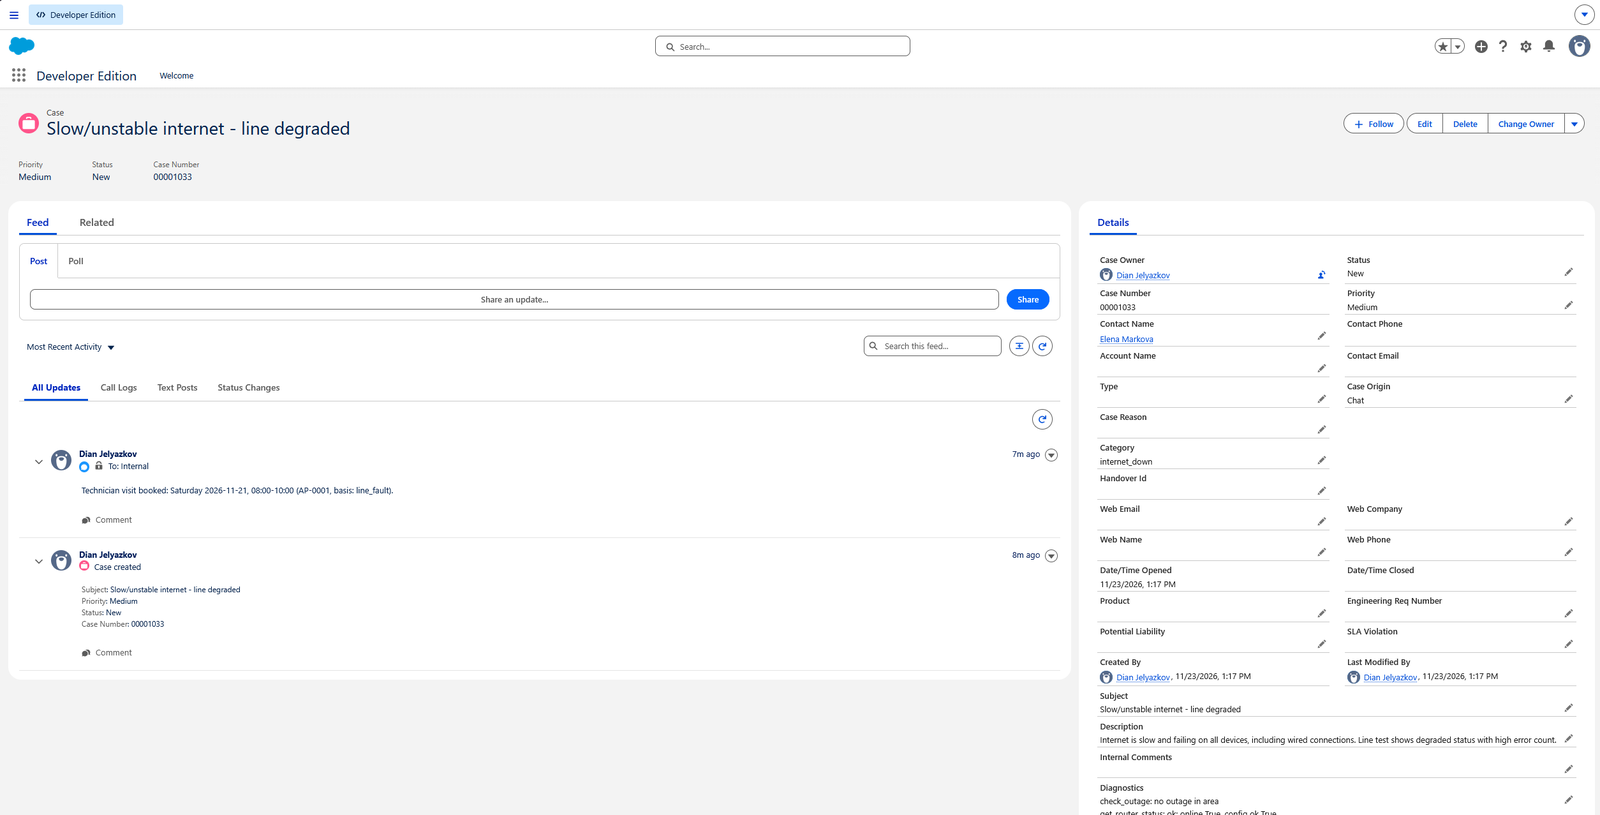 Developer Edition
Search...
Developer Edition
Welcome
Case
Slow/unstable internet - line degraded
+ Follow
Edit
Delete
Change Owner
Priority
Medium
Status
New
Case Number
00001033
Feed
Related
Post
Poll
Share an update...
Share
Most Recent Activity
Search this feed...
All Updates
Call Logs
Text Posts
Status Changes
Dian Jelyazkov
To: Internal
7m ago
Technician visit booked: Saturday 2026-11-21, 08:00-10:00 (AP-0001, basis: line_fault).
Comment
Dian Jelyazkov
Case created
8m ago
Subject: Slow/unstable internet - line degraded
Priority: Medium
Status: New
Case Number: 00001033
Comment
Details
Case Owner
Dian Jelyazkov
Status
New
Case Number
00001033
Priority
Medium
Contact Name
Elena Markova
Contact Phone
Account Name
Contact Email
Type
Case Origin
Chat
Case Reason
Category
internet_down
Handover Id
Web Email
Web Company
Web Name
Web Phone
Date/Time Opened
11/23/2026, 1:17 PM
Date/Time Closed
Product
Engineering Req Number
Potential Liability
SLA Violation
Created By
Dian Jelyazkov, 11/23/2026, 1:17 PM
Last Modified By
Dian Jelyazkov, 11/23/2026, 1:17 PM
Subject
Slow/unstable internet - line degraded
Description
Internet is slow and failing on all devices, including wired connections. Line test shows degraded status with high error count.
Internal Comments
Diagnostics
check_outage: no outage in area
get_router_status: ok: online True, config ok True